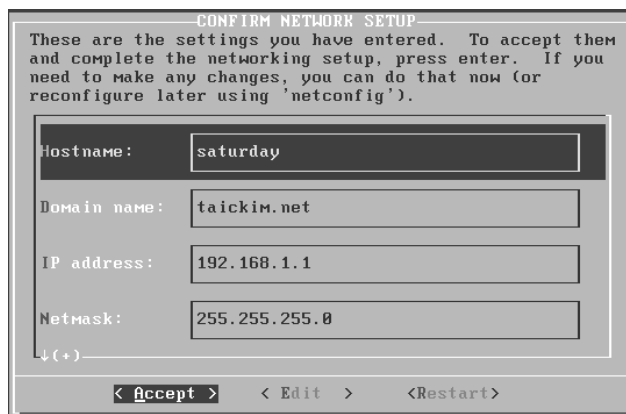 CONFIRM NETWORK SETUP
These are the settings you have entered.  To accept them
and complete the networking setup, press enter.  If you
need to make any changes, you can do that now (or
reconfigure later using 'netconfig').
Hostname: saturday
Domain name: taickim.net
IP address: 192.168.1.1
Netmask: 255.255.255.0
↓(+)
< Accept > < Edit > <Restart>